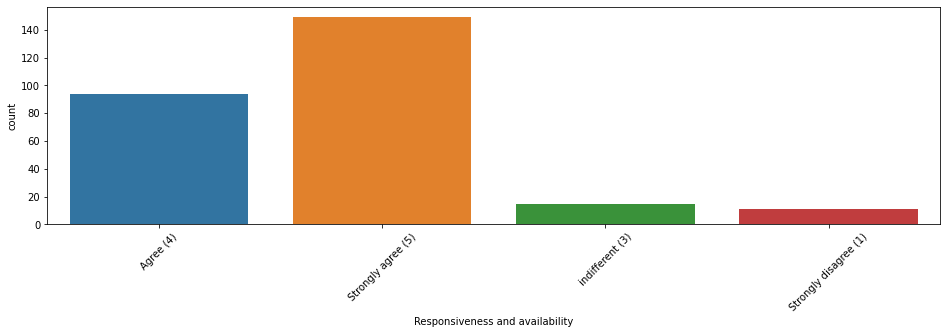 140
120
100
80
60
40
20
0
count
Agree (4)
Strongly agree (5)
indifferent (3)
Strongly disagree (1)
Responsiveness and availability